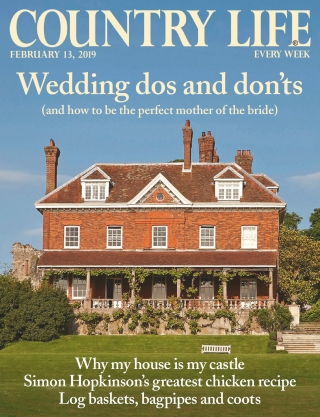 COUNTRY LIFE
FEBRUARY 13, 2019
EVERY WEEK
Wedding dos and don'ts
(and how to be the perfect mother of the bride)
Why my house is my castle
Simon Hopkinson's greatest chicken recipe
Log baskets, bagpipes and coots